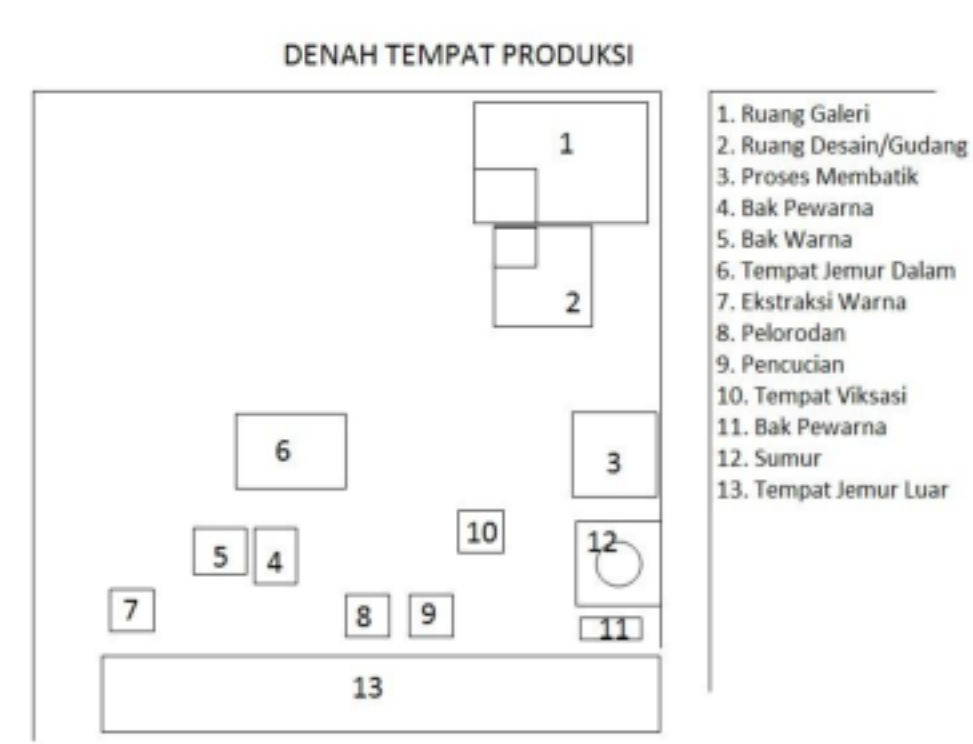 DENAH TEMPAT PRODUKSI
1
2
6
3
10
12
5
4
7
8
9
11
13
1. Ruang Galeri
2. Ruang Desain/Gudang
3. Proses Membatik
4. Bak Pewarna
5. Bak Warna
6. Tempat Jemur Dalam
7. Ekstraksi Warna
8. Pelorodan
9. Pencucian
10. Tempat Viksasi
11. Bak Pewarna
12. Sumur
13. Tempat Jemur Luar